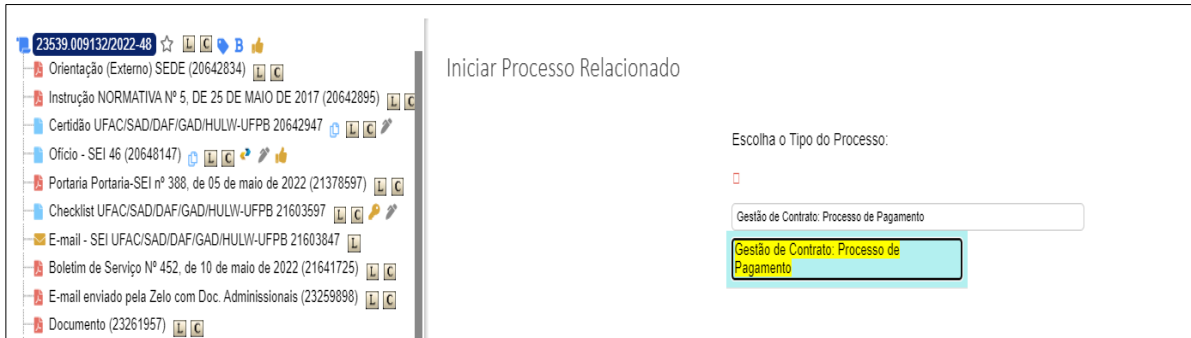 23539.009132/2022-48 L C B
Orientação (Externo) SEDE (20642834) L C
Instrução NORMATIVA Nº 5, DE 25 DE MAIO DE 2017 (20642895) L C
Certidão UFAC/SAD/DAF/GAD/HULW-UFPB 20642947 L C
Ofício - SEI 46 (20648147) L C
Portaria Portaria-SEI nº 388, de 05 de maio de 2022 (21378597) L C
Checklist UFAC/SAD/DAF/GAD/HULW-UFPB 21603597 L C
E-mail - SEI UFAC/SAD/DAF/GAD/HULW-UFPB 21603847 L
Boletim de Serviço Nº 452, de 10 de maio de 2022 (21641725) L C
E-mail enviado pela Zelo com Doc. Adminissionais (23259898) L C
Documento (23261957) L C
Iniciar Processo Relacionado
Escolha o Tipo do Processo:
Gestão de Contrato: Processo de Pagamento
Gestão de Contrato: Processo de
Pagamento